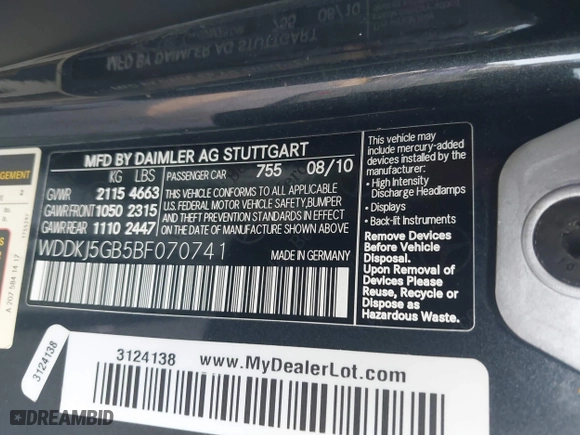 MFD BY DAIMLER AG STUTTGART
KG LBS
GVWR 2115 4663
GAWR FRONT 1050 2315
GAWR REAR 1110 2447
WDDKJ5GB5BF070741
PASSENGER CAR 755 08/10
THIS VEHICLE CONFORMS TO ALL APPLICABLE
U.S. FEDERAL MOTOR VEHICLE SAFETY,BUMPER
AND THEFT PREVENTION STANDARDS IN EFFECT
ON THE DATE OF MANUFACTURE SHOWN ABOVE
MADE IN GERMANY
This vehicle may
include mercury-added
devices installed by the
manufacturer:
• High Intensity
Discharge Headlamps
• Displays
• Back-lit Instruments
Remove Devices
Before Vehicle
Disposal.
Upon Removal of
Devices Please
Reuse, Recycle or
Dispose as
Hazardous Waste.
A 207 584 14 17
3124138
3124138
www.MyDealerLot.com
DREAMBID